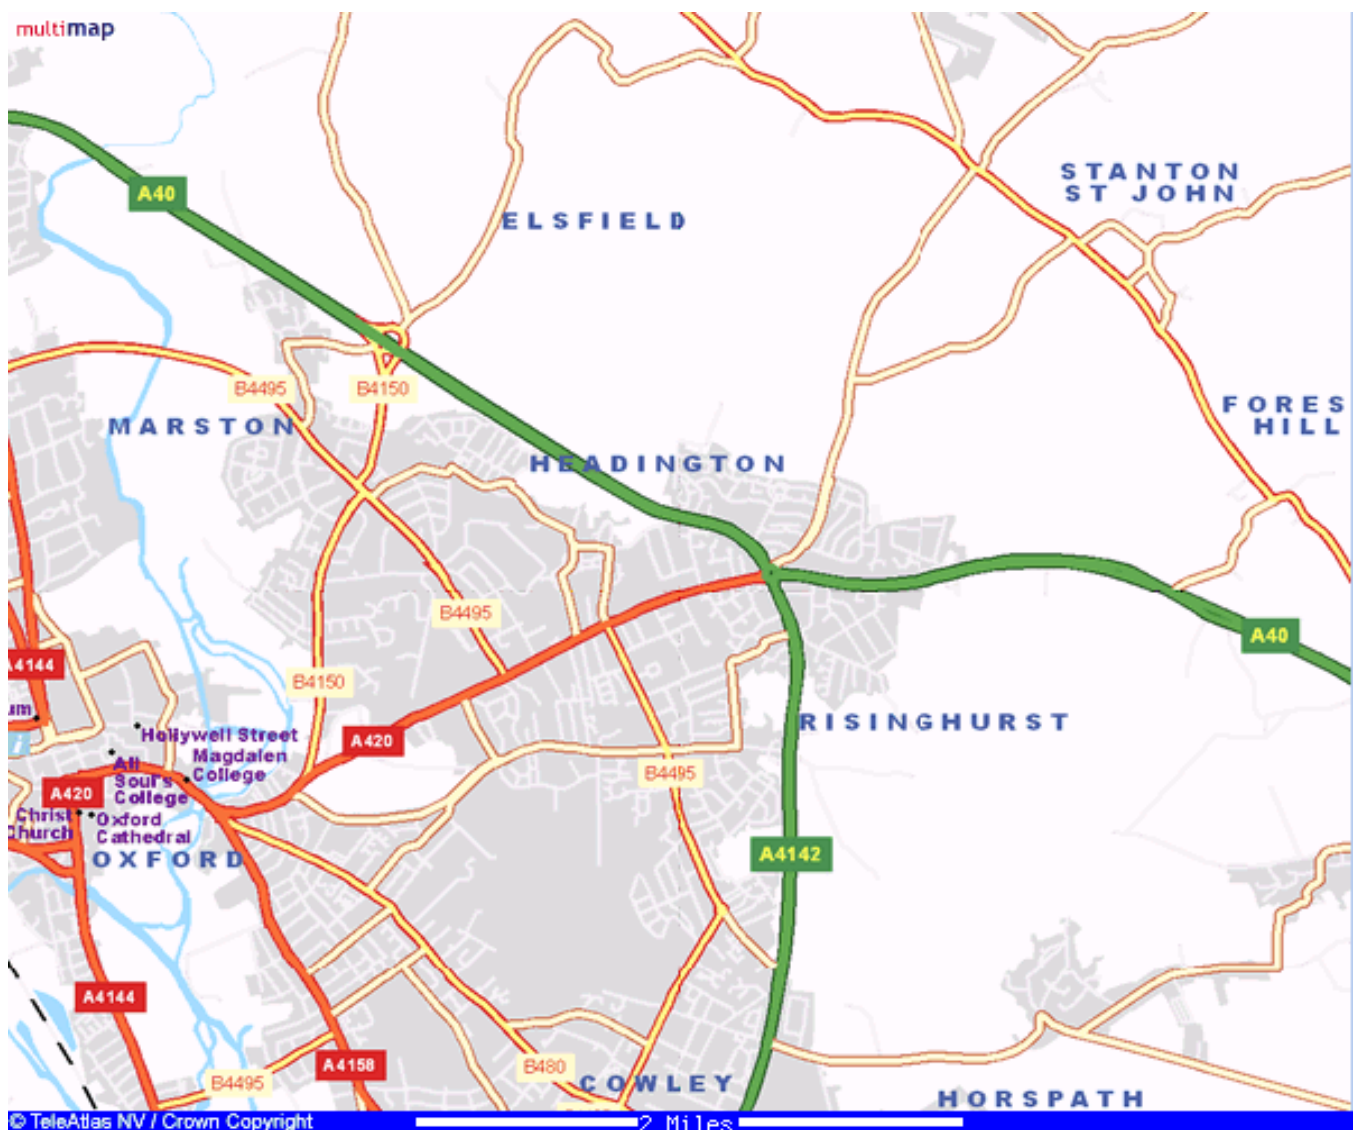 multimap
A40
STANTON
ST JOHN
ELSFIELD
B4495
B4150
MARSTON
FORES
HILL
HEADINGTON
B4495
A40
A4144
B4150
um
i
RISINGHURST
Hollywell Street
A420
Magdalen
College
All
Soul's
College
B4495
A420
Christ
Church
Oxford
Cathedral
OXFORD
A4142
A4144
A4158
B480
B4495
COWLEY
HORSPATH
© TeleAtlas NV / Crown Copyright
2 Miles